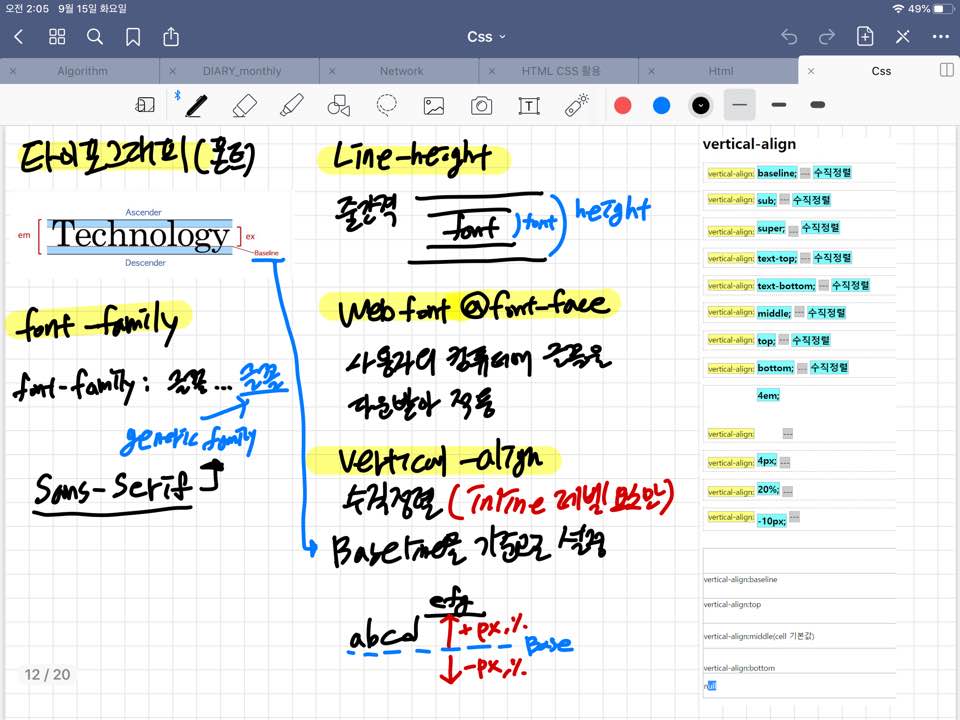 오전 2:05 9월 15일 화요일
49%
Css
Algorithm
DIARY_monthly
Network
HTML CSS 활용
Html
Css
타이포그래피(폰트)
Ascender
em Technology ex
Baseline
Descender
font-family
font-family: 글꼴 ... 글꼴
generic family
Sans-Serif
Line-height
줄간격
font font height
Web font @font-face
사용자의 컴퓨터에 글꼴을
다운받아 적용
vertical-align
수직정렬 (inline 레벨 요소만)
Baseline을 기준으로 설정
efg
abcd +px,%
Base
-px,%
vertical-align
vertical-align: baseline; --- 수직정렬
vertical-align: sub; --- 수직정렬
vertical-align: super; --- 수직정렬
vertical-align: text-top; --- 수직정렬
vertical-align: text-bottom; --- 수직정렬
vertical-align: middle; --- 수직정렬
vertical-align: top; --- 수직정렬
vertical-align: bottom; --- 수직정렬
4em;
vertical-align: ---
vertical-align: 4px; ---
vertical-align: 20%; ---
vertical-align: -10px; ---
vertical-align:baseline
vertical-align:top
vertical-align:middle(cell 기본값)
vertical-align:bottom
null
12 / 20